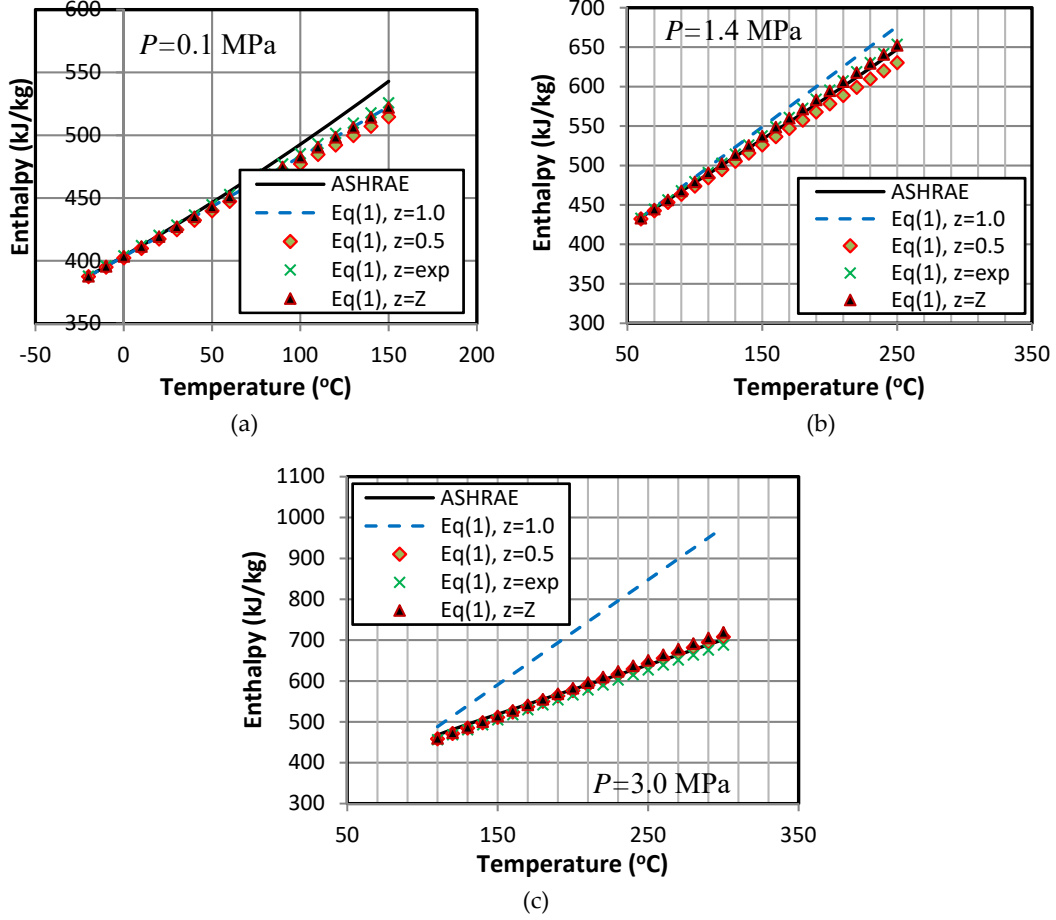 P=0.1 MPa
Enthalpy (kJ/kg)
600
550
500
450
400
350
-50 0 50 100 150 200
Temperature (oC)
ASHRAE
Eq(1), z=1.0
Eq(1), z=0.5
Eq(1), z=exp
Eq(1), z=Z
(a)
P=1.4 MPa
Enthalpy (kJ/kg)
700
650
600
550
500
450
400
350
300
50 150 250 350
Temperature (oC)
ASHRAE
Eq(1), z=1.0
Eq(1), z=0.5
Eq(1), z=exp
Eq(1), z=Z
(b)
Enthalpy (kJ/kg)
1100
1000
900
800
700
600
500
400
300
ASHRAE
Eq(1), z=1.0
Eq(1), z=0.5
Eq(1), z=exp
Eq(1), z=Z
P=3.0 MPa
50 150 250 350
Temperature (oC)
(c)